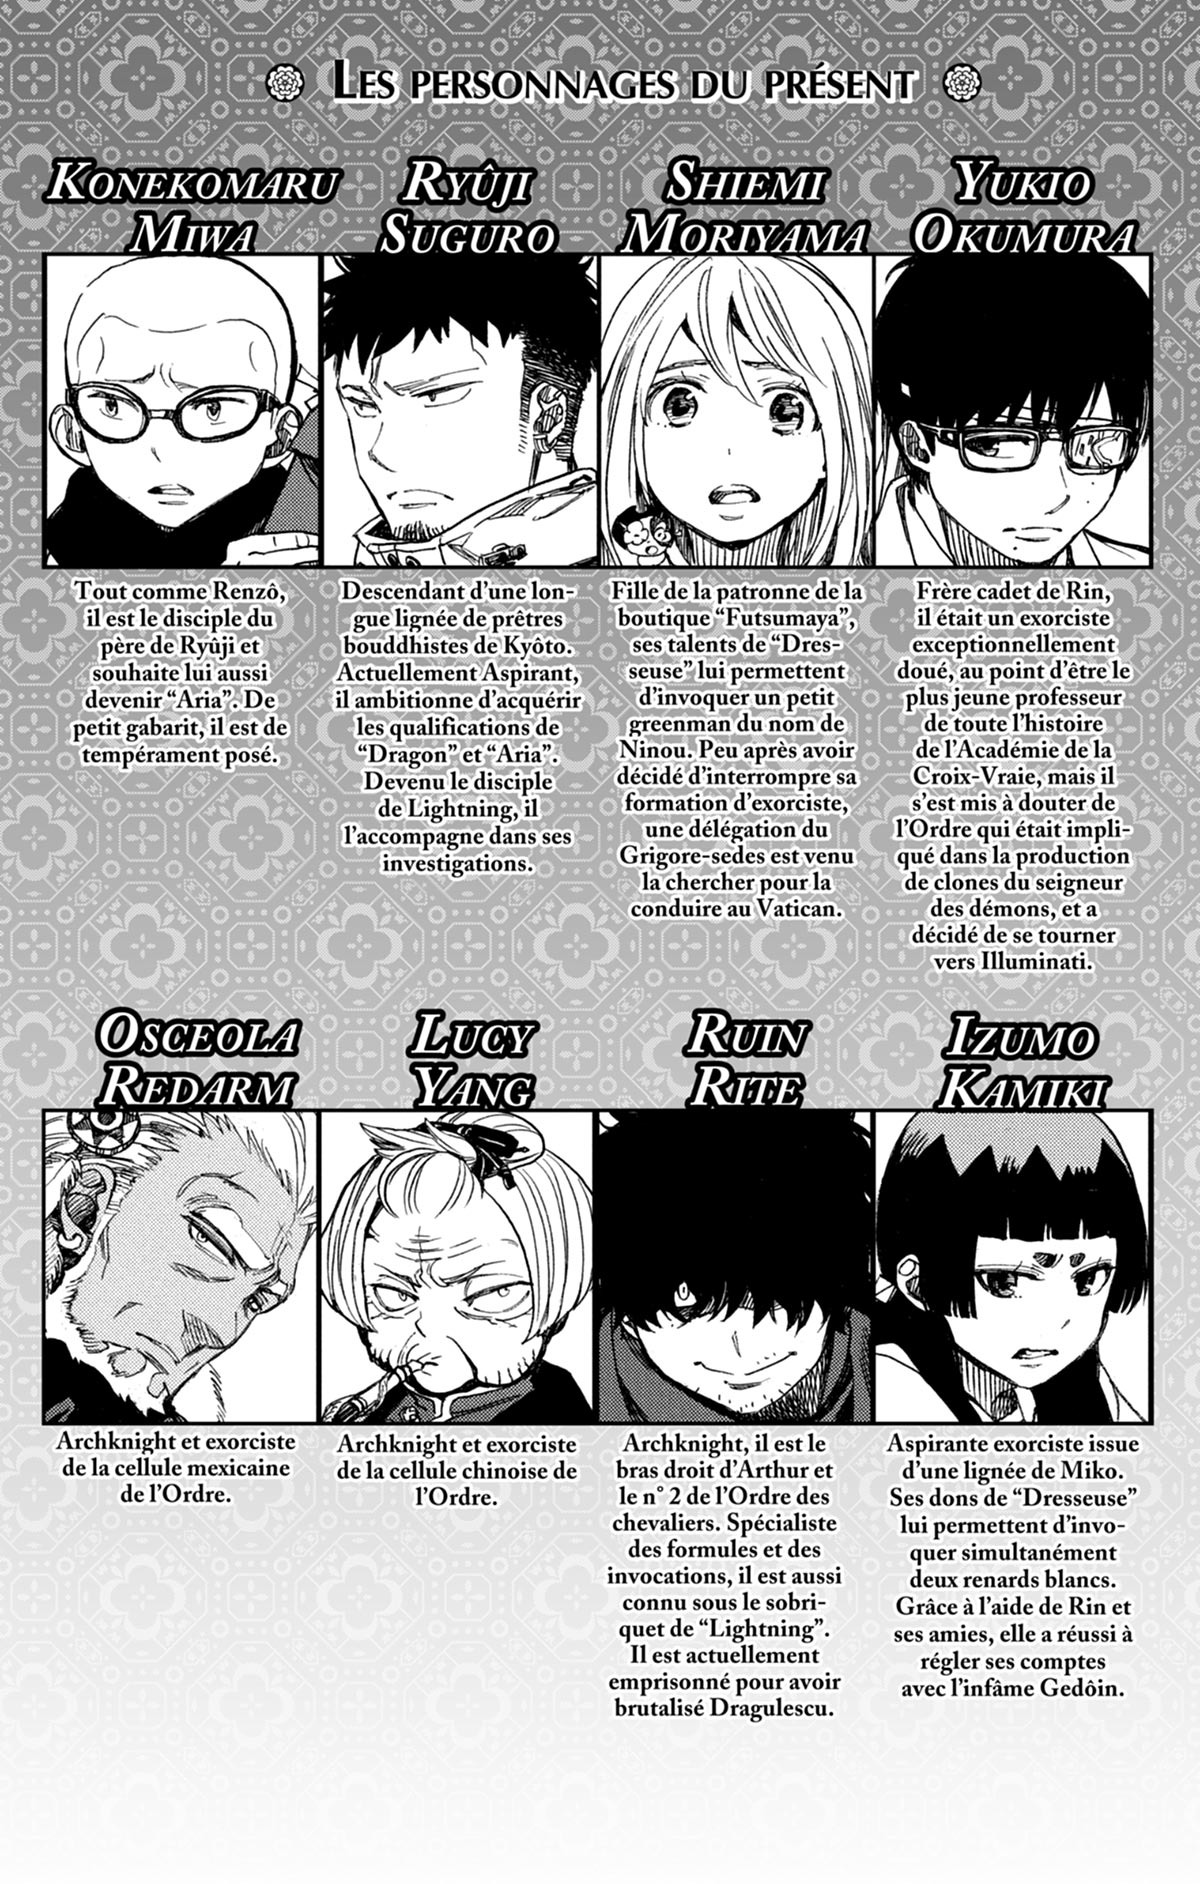 Les personnages du présent
Konekomaru
Miwa
Tout comme Renzô,
il est le disciple du
père de Ryûji et
souhaite lui aussi
devenir “Aria”. De
petit gabarit, il est de
tempérament posé.
Ryûji
Suguro
Descendant d’une lon-
gue lignée de prêtres
bouddhistes de Kyôto.
Actuellement Aspirant,
il ambitionne d’acquérir
les qualifications de
“Dragon” et “Aria”.
Devenu le disciple
de Lightning, il
l’accompagne dans ses
investigations.
Shiemi
Moriyama
Fille de la patronne de la
boutique “Futsumaya”,
ses talents de “Dres-
seuse” lui permettent
d’invoquer un petit
greenman du nom de
Ninou. Peu après avoir
décidé d’interrompre sa
formation d’exorciste,
une délégation du
Grigore-sedes est venu
la chercher pour la
conduire au Vatican.
Yukio
Okumura
Frère cadet de Rin,
il était un exorciste
exceptionnellement
doué, au point d’être le
plus jeune professeur
de toute l’histoire
de l’Académie de la
Croix-Vraie, mais il
s’est mis à douter de
l’Ordre qui était impli-
qué dans la production
de clones du seigneur
des démons, et a
décidé de se tourner
vers Illuminati.
Osceola
Redarm
Archknight et exorciste
de la cellule mexicaine
de l’Ordre.
Lucy
Yang
Archknight et exorciste
de la cellule chinoise de
l’Ordre.
Ruin
Rite
Archknight, il est le
bras droit d’Arthur et
le n° 2 de l’Ordre des
chevaliers. Spécialiste
des formules et des
invocations, il est aussi
connu sous le sobri-
quet de “Lightning”.
Il est actuellement
emprisonné pour avoir
brutalisé Dragulescu.
Izumo
Kamiki
Aspirante exorciste issue
d’une lignée de Miko.
Ses dons de “Dresseuse”
lui permettent d’invo-
quer simultanément
deux renards blancs.
Grâce à l’aide de Rin et
ses amies, elle a réussi à
régler ses comptes
avec l’infâme Gedôin.